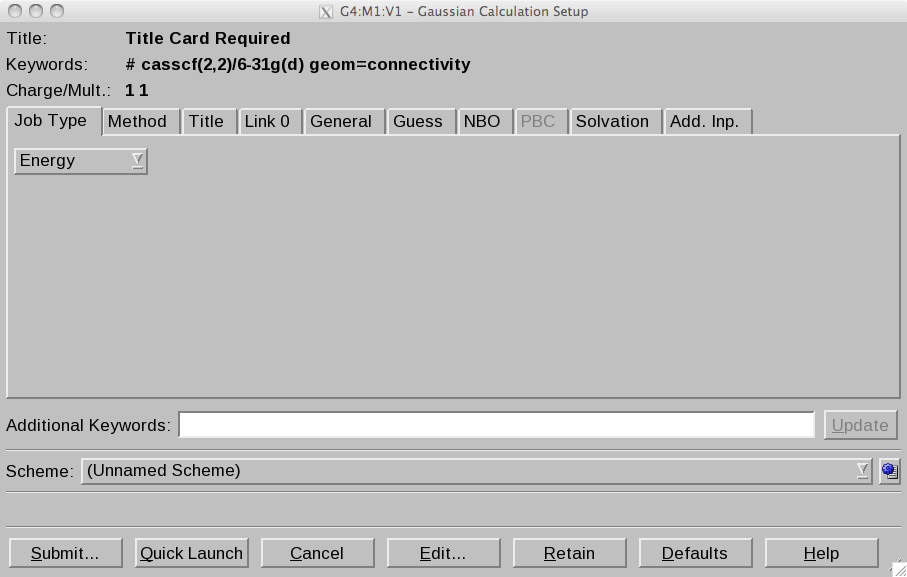 G4:M1:V1 – Gaussian Calculation Setup
Title: Title Card Required
Keywords: # casscf(2,2)/6-31g(d) geom=connectivity
Charge/Mult.: 1 1
Job Type Method Title Link 0 General Guess NBO PBC Solvation Add. Inp.
Energy
Additional Keywords: Update
Scheme: (Unnamed Scheme)
Submit... Quick Launch Cancel Edit... Retain Defaults Help